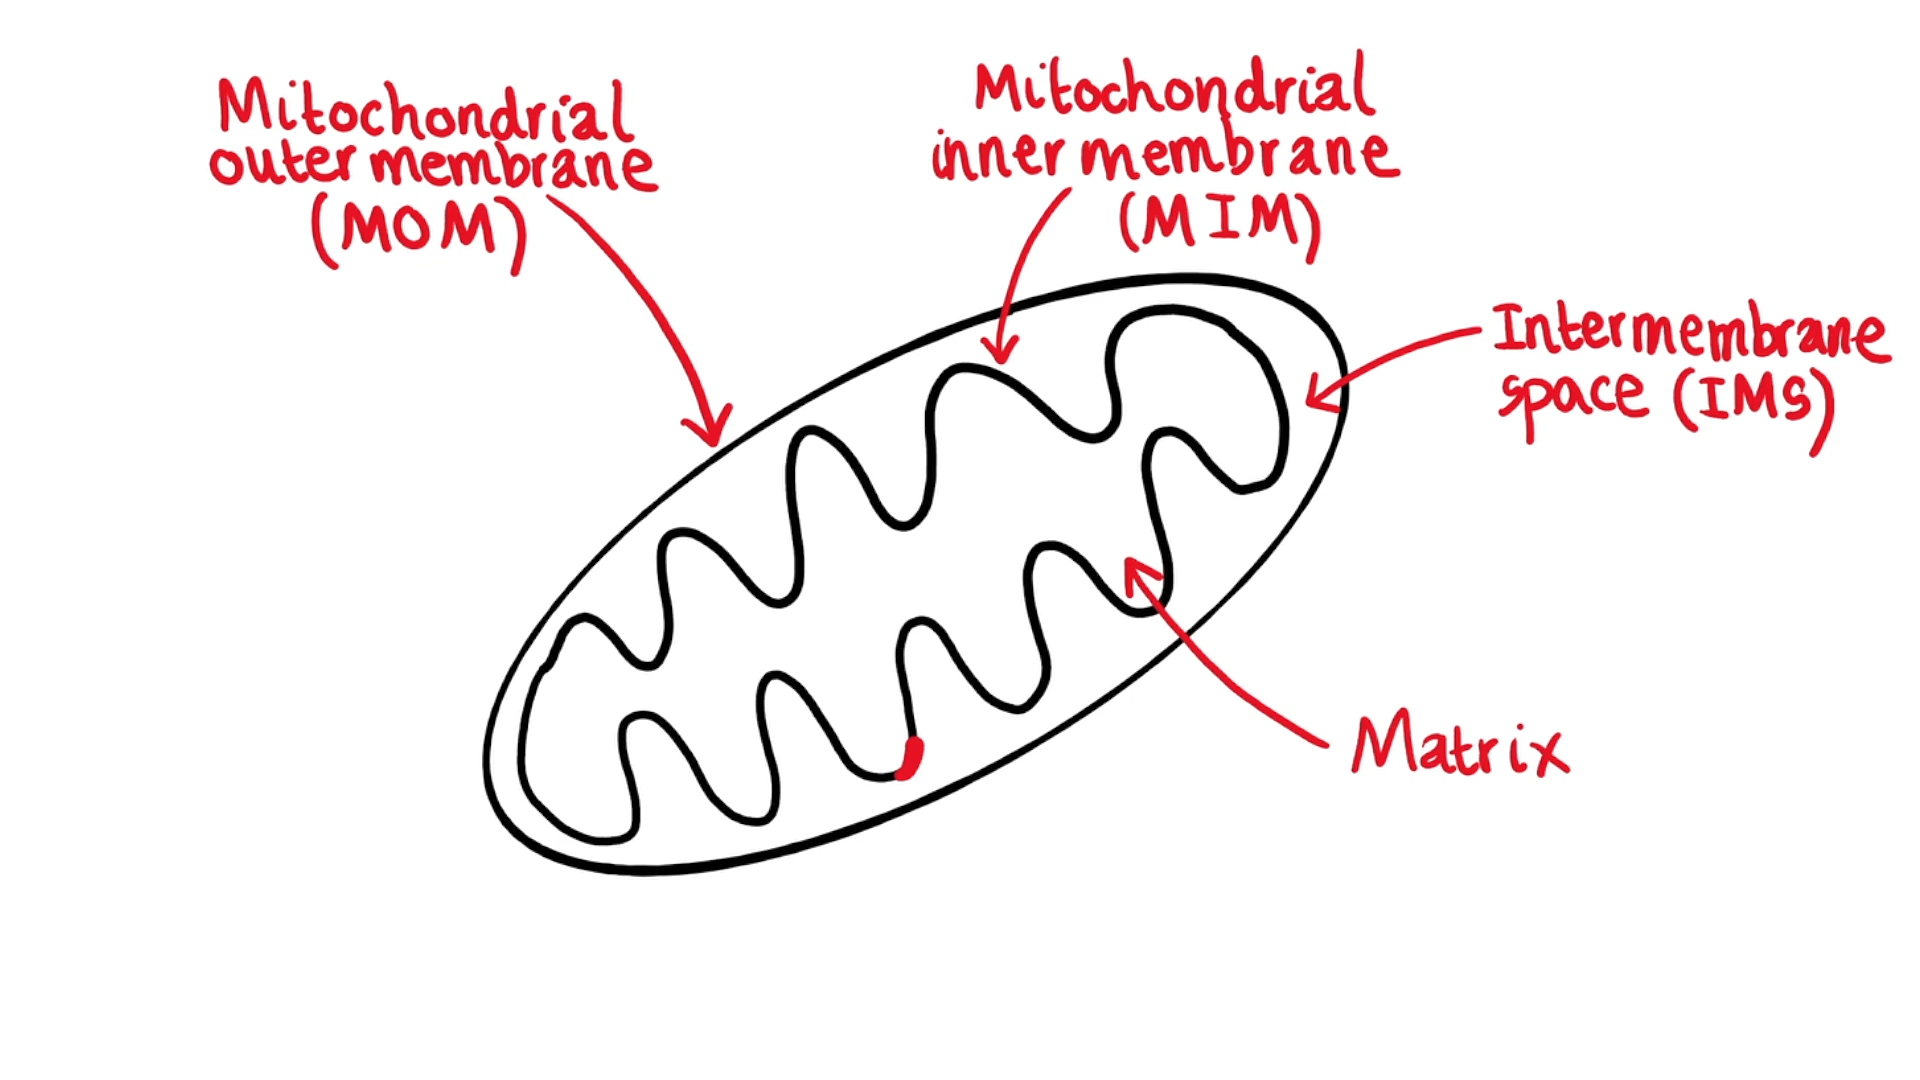 Mitochondrial
outer membrane
(MOM)
Mitochondrial
inner membrane
(MIM)
Intermembrane
space (IMS)
Matrix